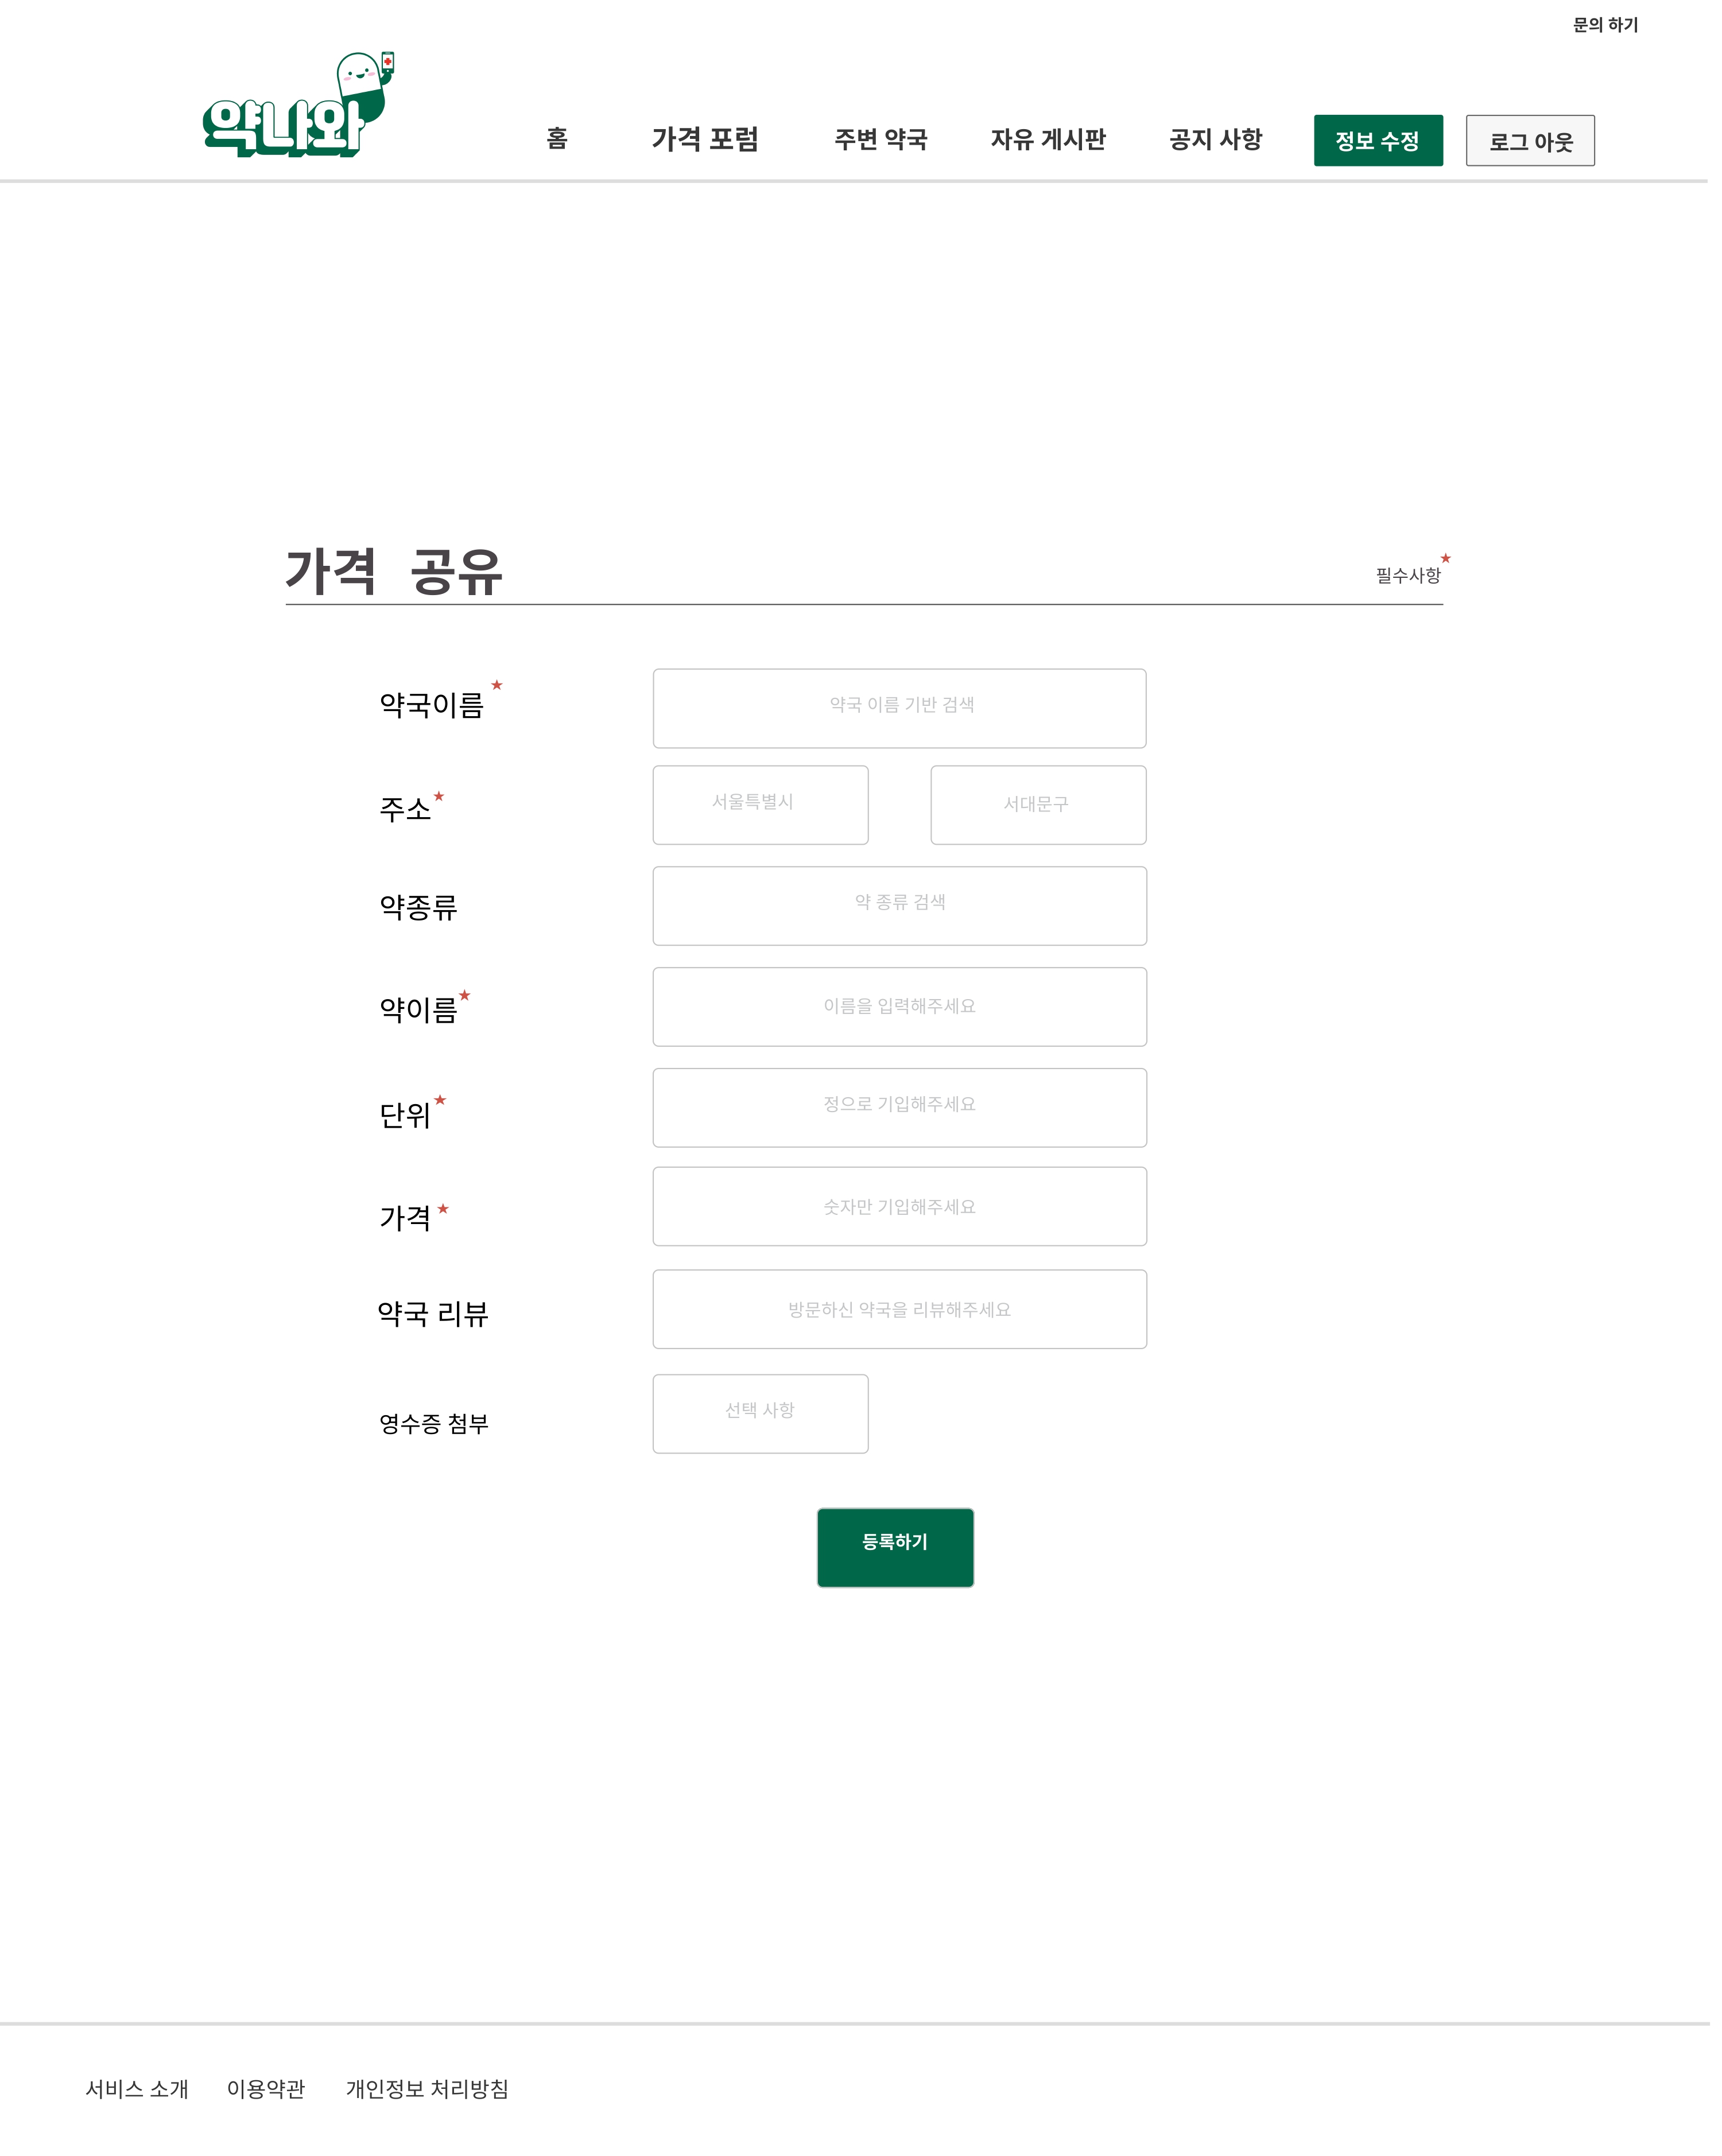 문의 하기
약나와
홈 가격 포럼 주변 약국 자유 게시판 공지 사항 정보 수정 로그 아웃
가격 공유
필수사항★
약국이름★ 약국 이름 기반 검색
주소★ 서울특별시 서대문구
약종류 약 종류 검색
약이름★ 이름을 입력해주세요
단위★ 정으로 기입해주세요
가격★ 숫자만 기입해주세요
약국 리뷰 방문하신 약국을 리뷰해주세요
영수증 첨부 선택 사항
등록하기
서비스 소개 이용약관 개인정보 처리방침